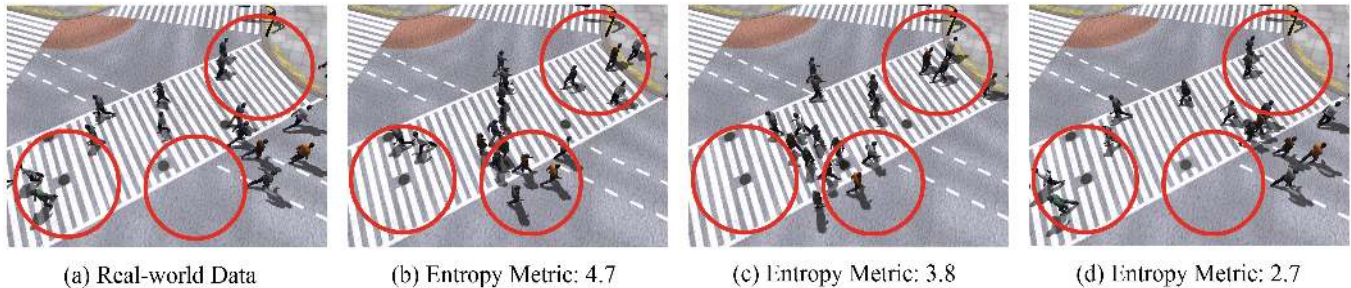 (a) Real-world Data
(b) Entropy Metric: 4.7
(c) Entropy Metric: 3.8
(d) Entropy Metric: 2.7